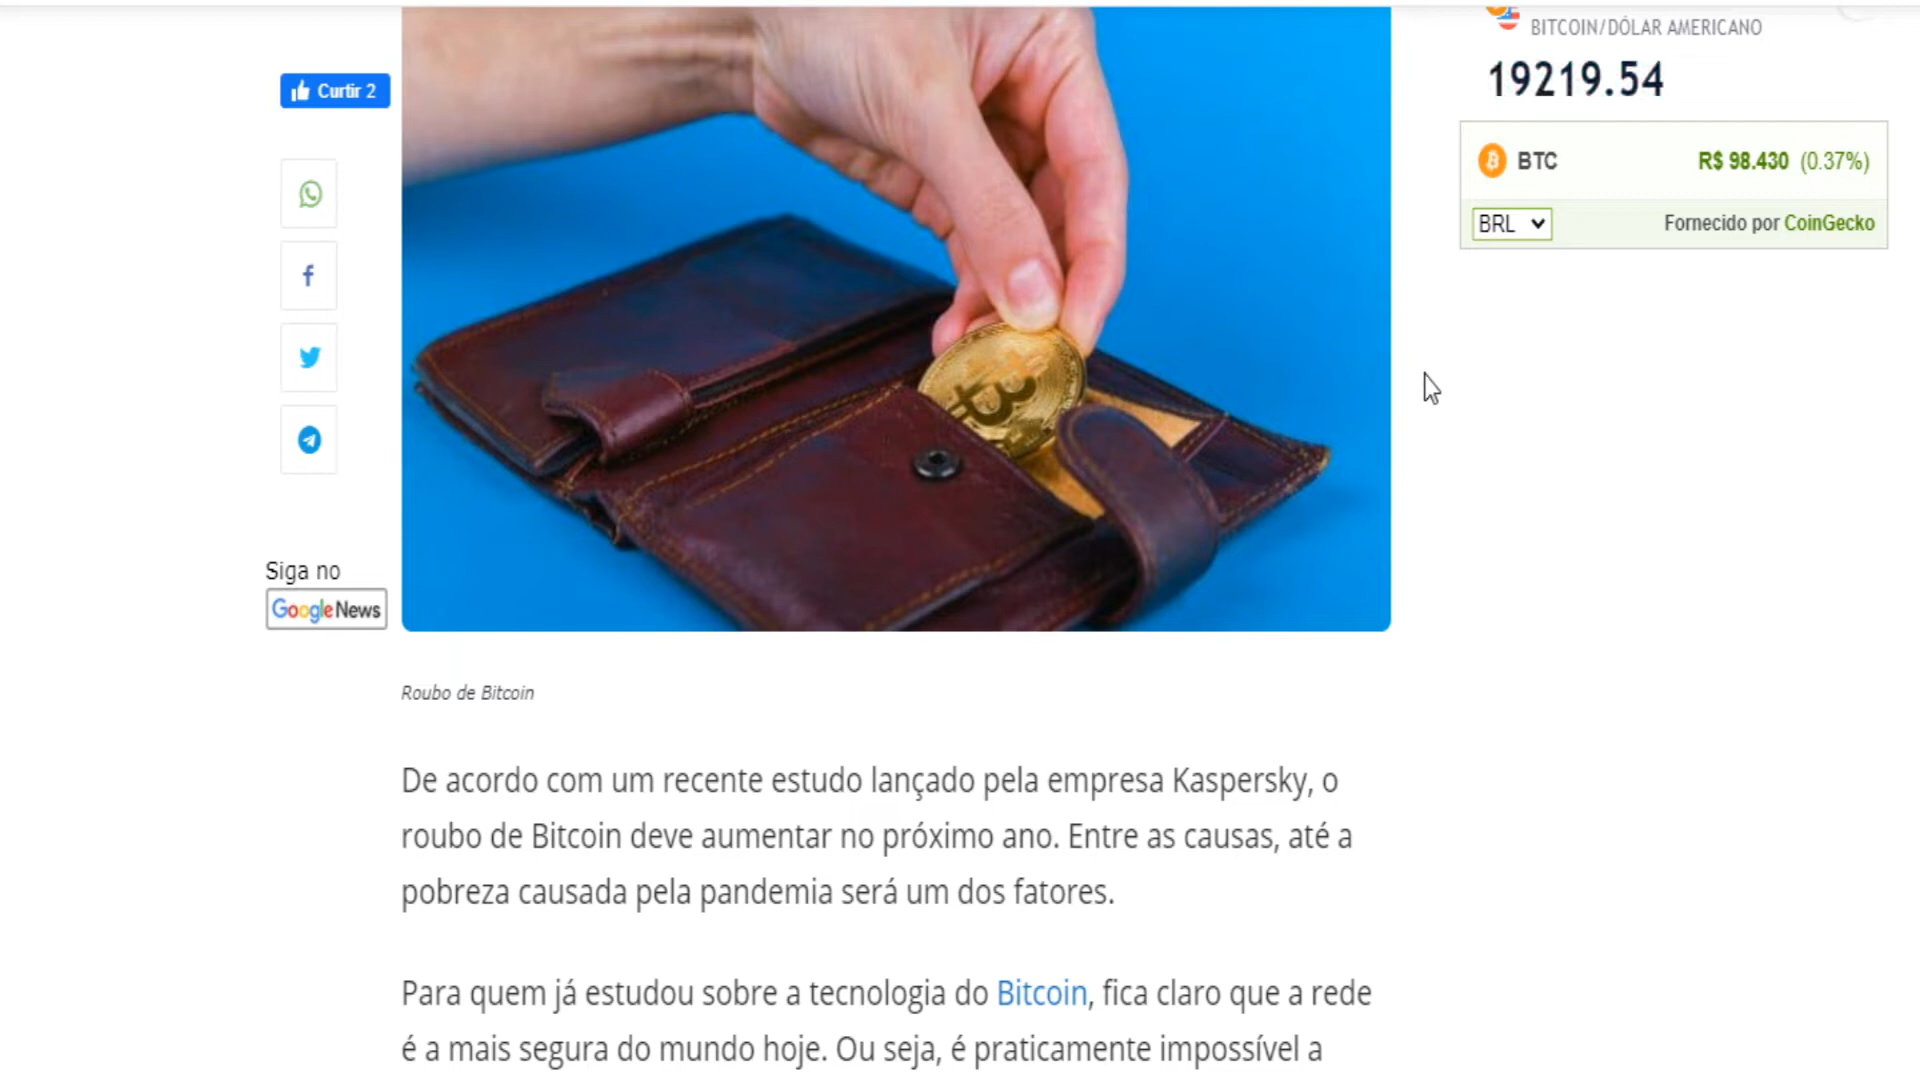 BITCOIN/DÓLAR AMERICANO
19219.54
Curtir 2
BTC R$ 98.430 (0.37%)
BRL Fornecido por CoinGecko
Siga no
Google News
Roubo de Bitcoin
De acordo com um recente estudo lançado pela empresa Kaspersky, o
roubo de Bitcoin deve aumentar no próximo ano. Entre as causas, até a
pobreza causada pela pandemia será um dos fatores.
Para quem já estudou sobre a tecnologia do Bitcoin, fica claro que a rede
é a mais segura do mundo hoje. Ou seja, é praticamente impossível a